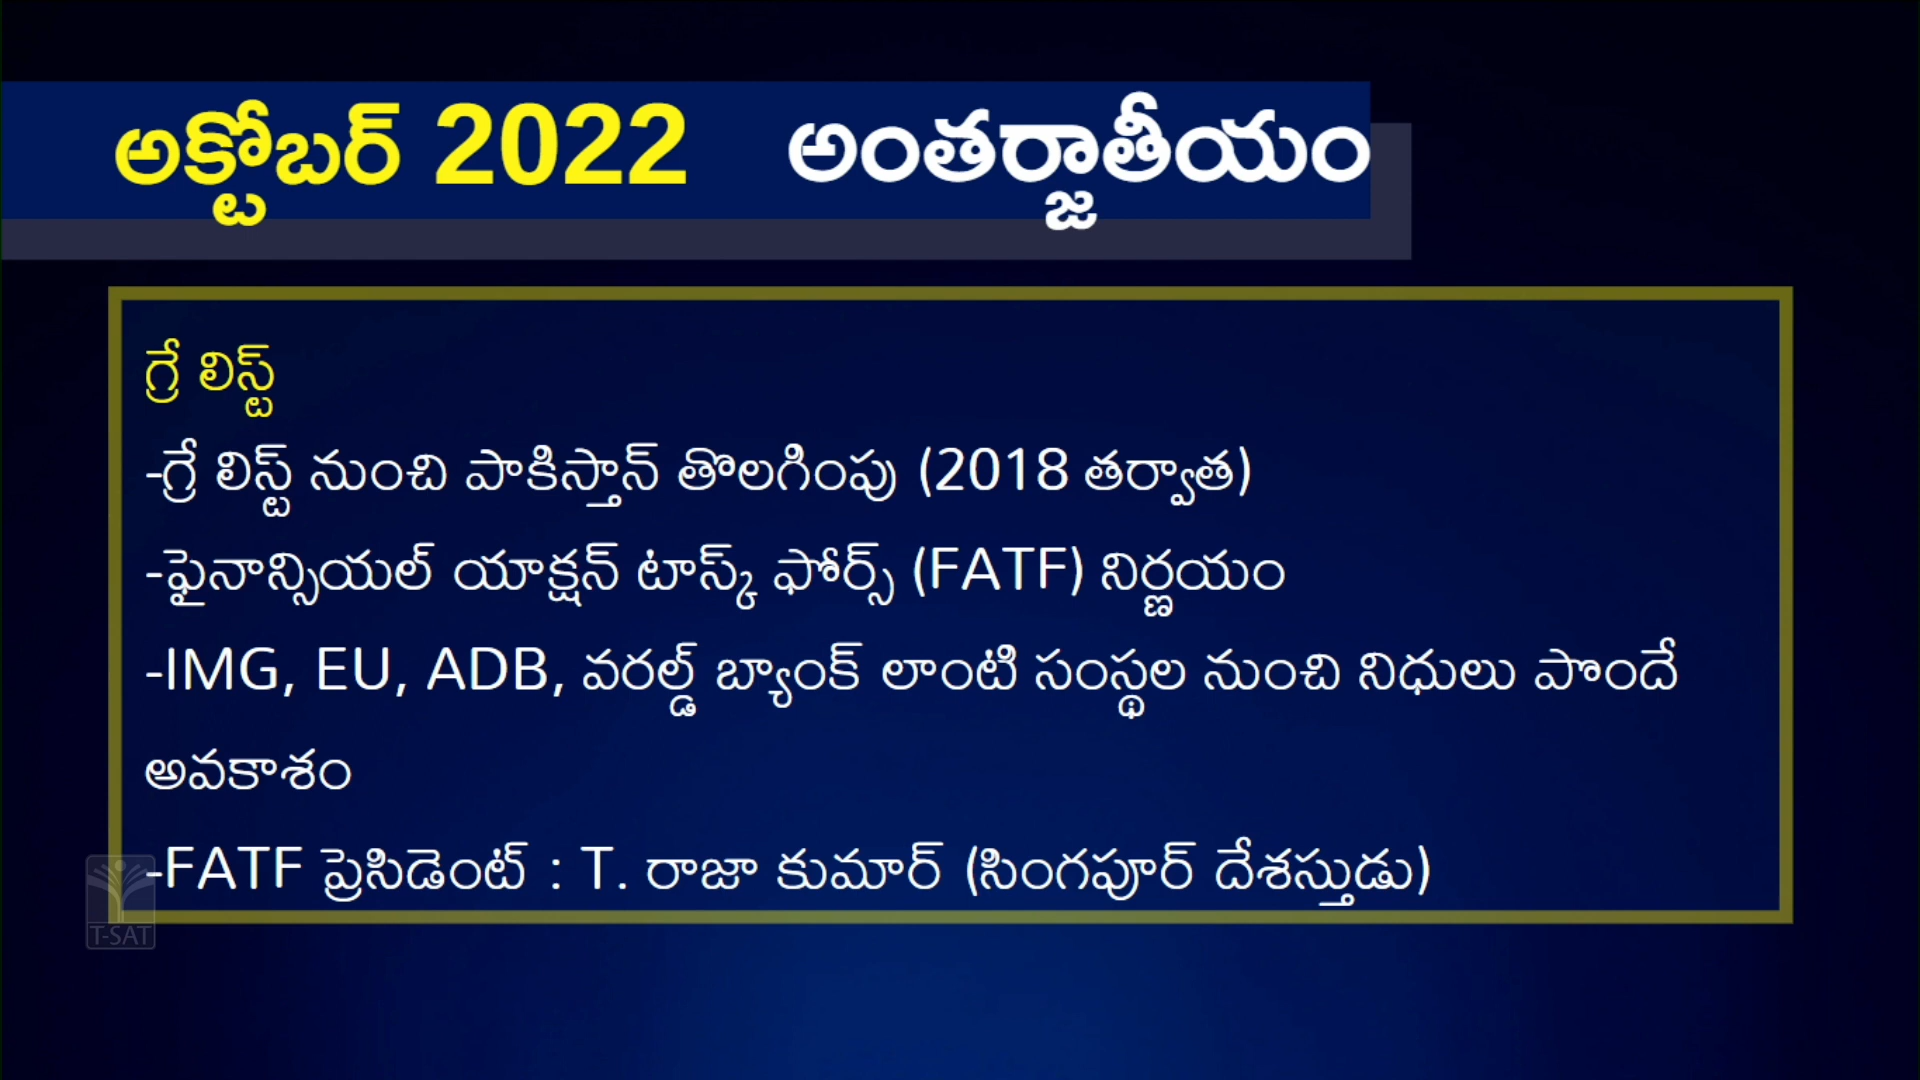 అక్టోబర్ 2022 అంతర్జాతీయం
గ్రే లిస్ట్
-గ్రే లిస్ట్ నుంచి పాకిస్తాన్ తొలగింపు (2018 తర్వాత)
-ఫైనాన్సియల్ యాక్షన్ టాస్క్ ఫోర్స్ (FATF) నిర్ణయం
-IMG, EU, ADB, వరల్డ్ బ్యాంక్ లాంటి సంస్థల నుంచి నిధులు పొందే
అవకాశం
-FATF ప్రెసిడెంట్ : T. రాజా కుమార్ (సింగపూర్ దేశస్తుడు)
T-SAT